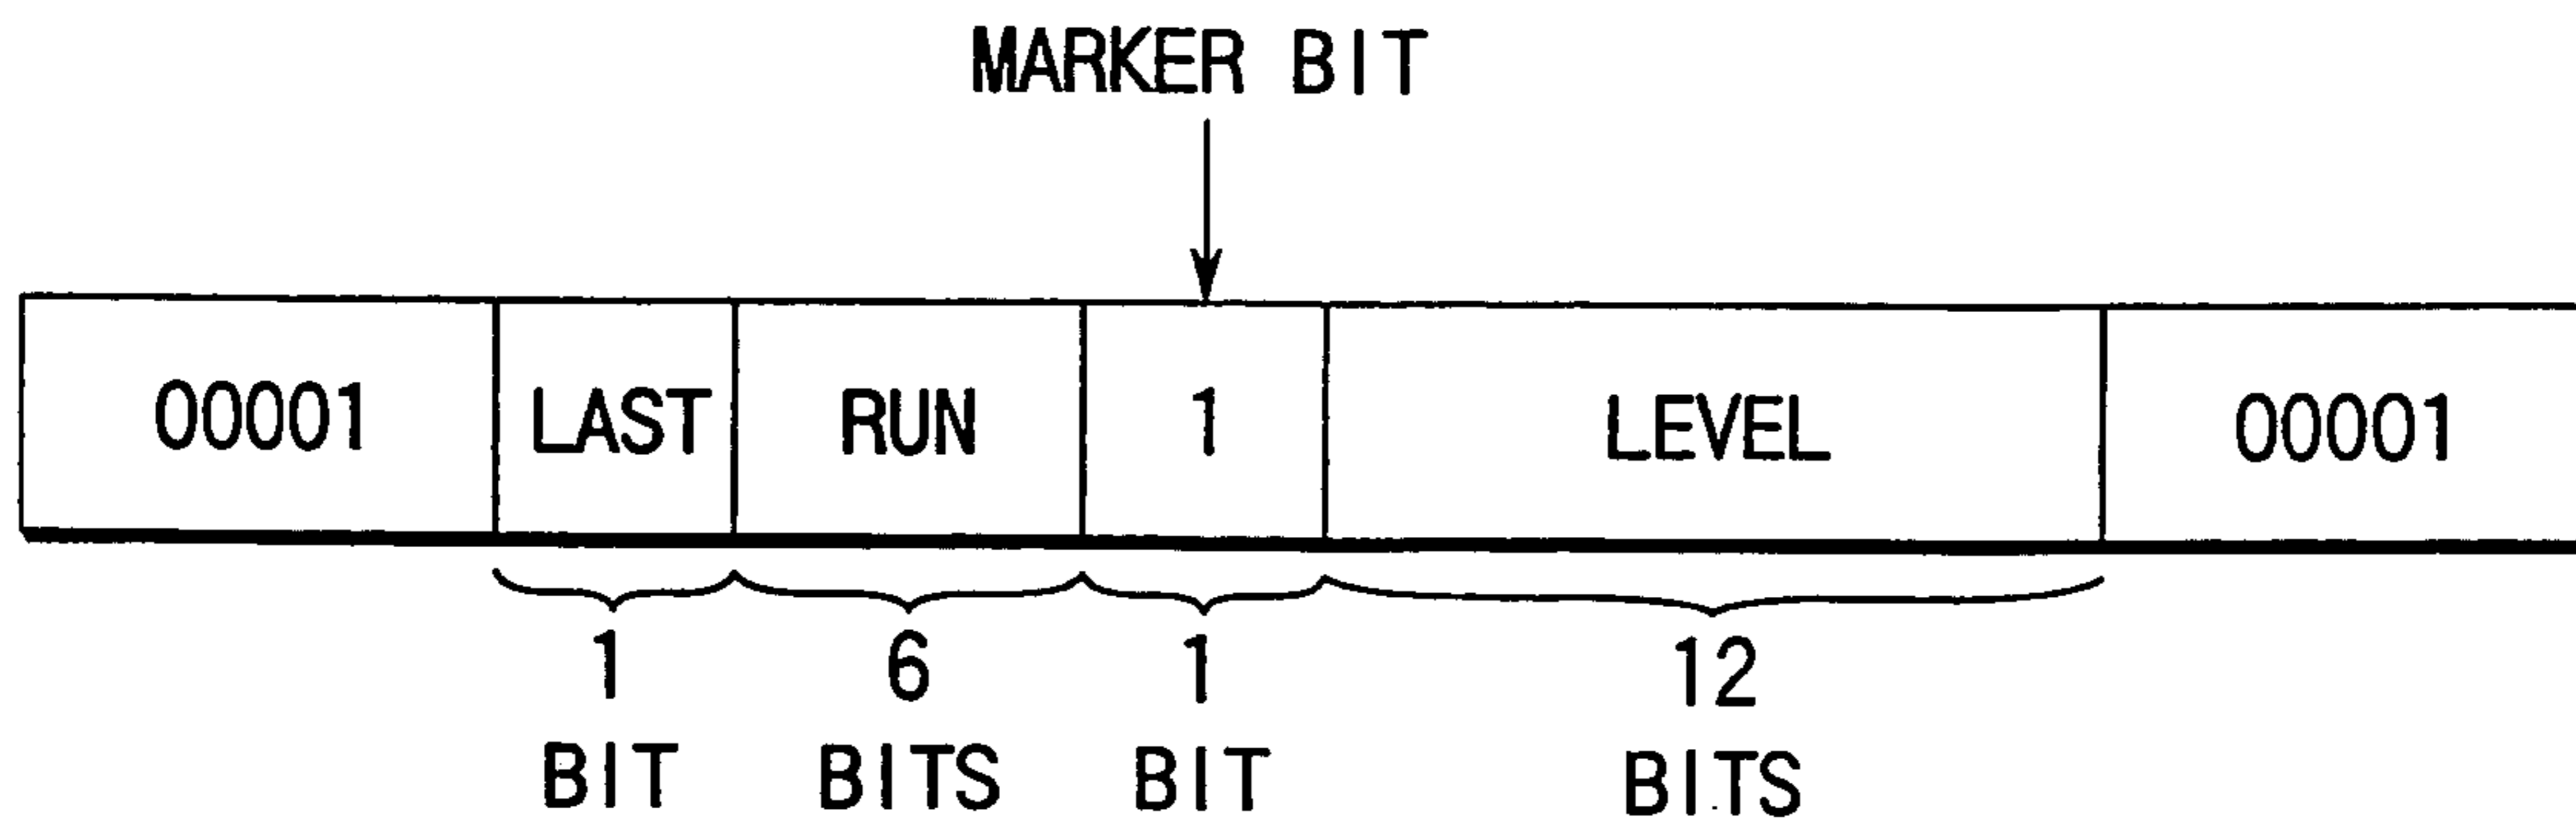 MARKER BIT
00001 LAST RUN 1 LEVEL 00001
1 6 1 12
BIT BITS BIT BITS